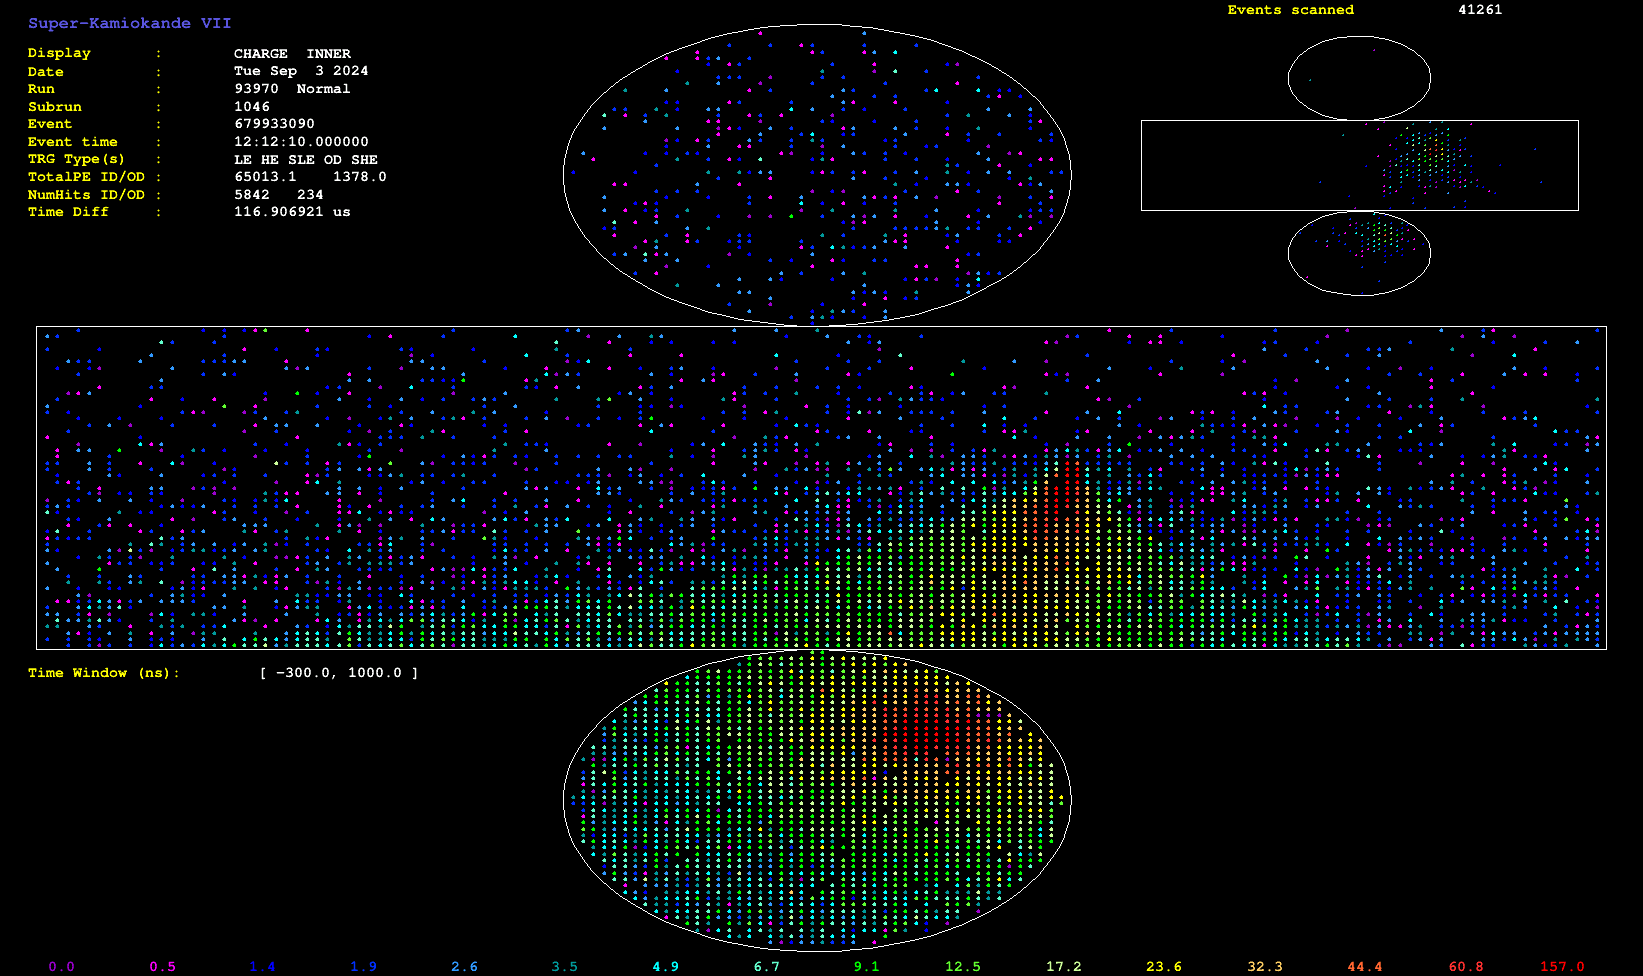 Super-Kamiokande VII
Events scanned 41261
Display : CHARGE INNER
Date : Tue Sep 3 2024
Run : 93970 Normal
Subrun : 1046
Event : 679933090
Event time : 12:12:10.000000
TRG Type(s) : LE HE SLE OD SHE
TotalPE ID/OD : 65013.1 1378.0
NumHits ID/OD : 5842 234
Time Diff : 116.906921 us
Time Window (ns): [ -300.0, 1000.0 ]
0.0 0.5 1.4 1.9 2.6 3.5 4.9 6.7 9.1 12.5 17.2 23.6 32.3 44.4 60.8 157.0